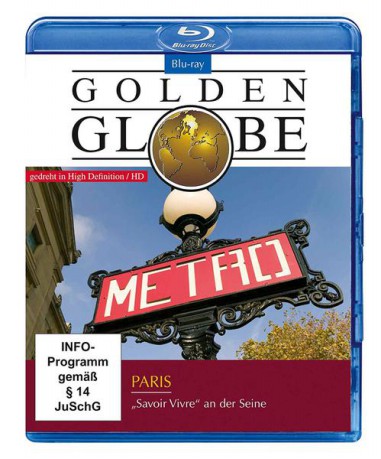 Blu-ray Disc
Blu-ray
GOLDEN
GLOBE
gedreht in High Definition / HD
METRO
INFO-
Programm
gemäß
§ 14
JuSchG
PARIS
„Savoir Vivre“ an der Seine